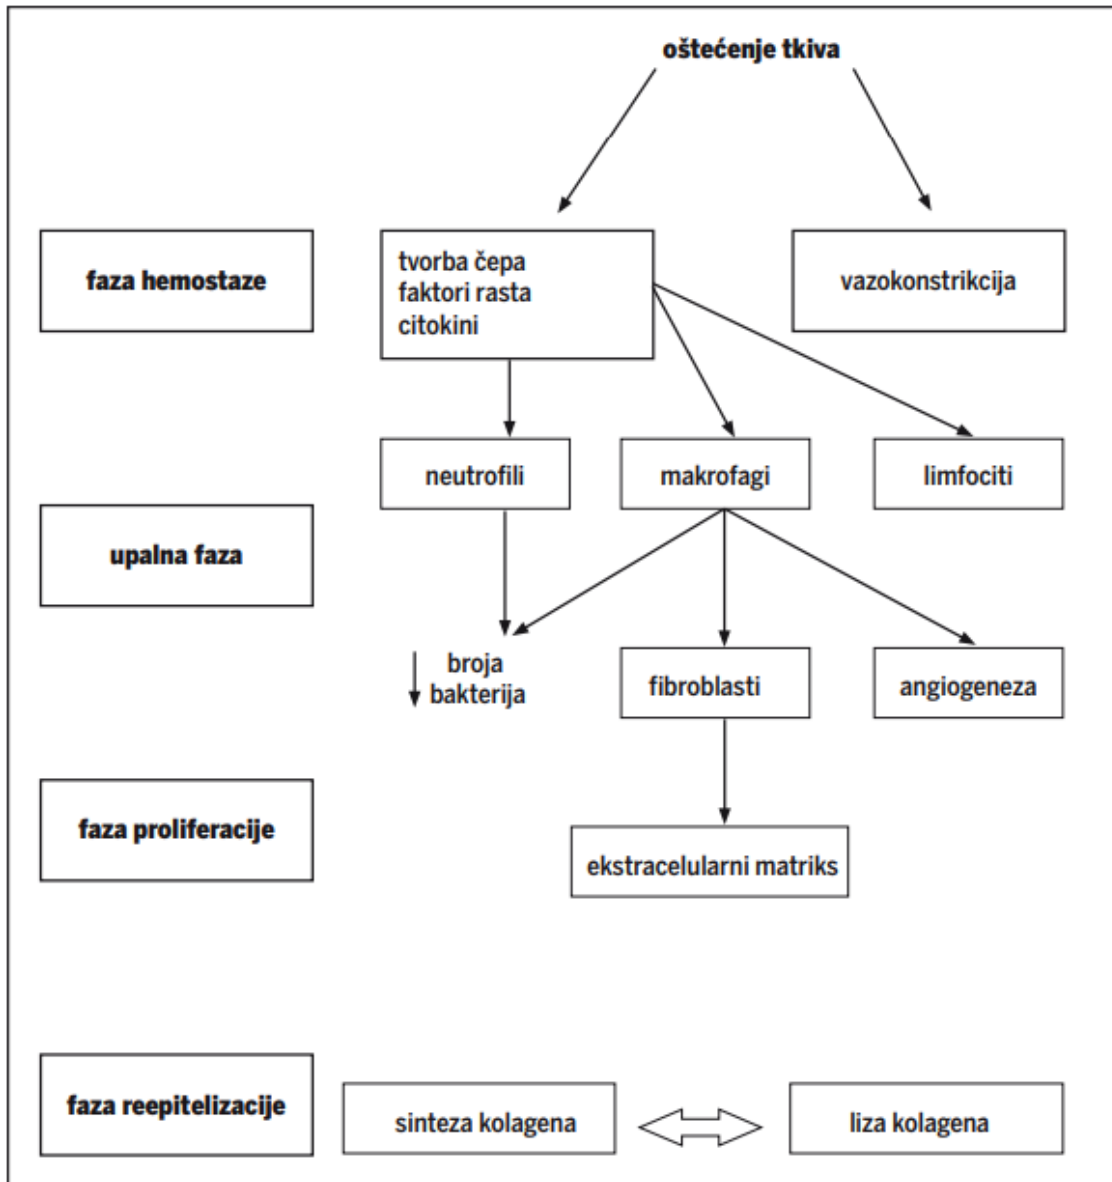 oštećenje tkiva
faza hemostaze
tvorba čepa
faktori rasta
citokini
vazokonstrikcija
neutrofili
makrofagi
limfociti
upalna faza
↓ broja
bakterija
fibroblasti
angiogeneza
faza proliferacije
ekstracelularni matriks
faza reepitelizacije
sinteza kolagena
liza kolagena